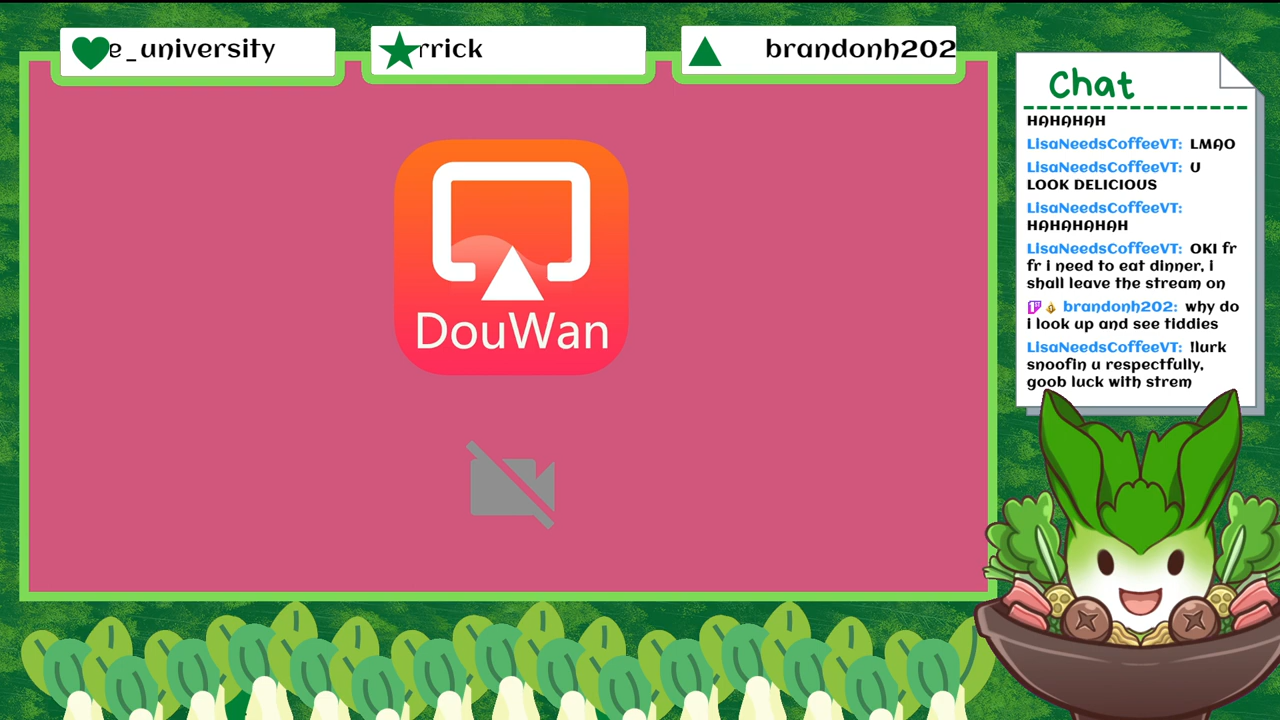 e_university
rrick
brandonh202
Chat
HAHAHAH
LisaNeedsCoffeeVT: LMAO
LisaNeedsCoffeeVT: U
LOOK DELICIOUS
LisaNeedsCoffeeVT:
HAHAHAHAH
LisaNeedsCoffeeVT: OKI fr
fr i need to eat dinner, i
shall leave the stream on
brandonh202: why do
i look up and see tiddies
LisaNeedsCoffeeVT: !lurk
snoofin u respectfully,
goob luck with strem
DouWan